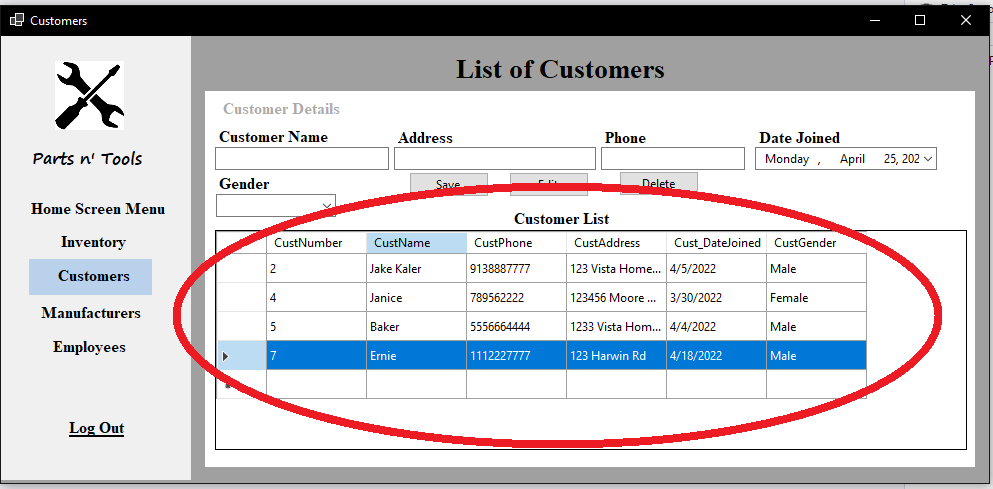 Customers
List of Customers
Customer Details
Customer Name Address Phone Date Joined
Monday , April 25, 202
Gender
Save Edit Delete
Parts n' Tools
Home Screen Menu
Inventory
Customers
Manufacturers
Employees
Log Out
Customer List
CustNumber CustName CustPhone CustAddress Cust_DateJoined CustGender
2 Jake Kaler 9138887777 123 Vista Home... 4/5/2022 Male
4 Janice 789562222 123456 Moore ... 3/30/2022 Female
5 Baker 5556664444 1233 Vista Hom... 4/4/2022 Male
7 Ernie 1112227777 123 Harwin Rd 4/18/2022 Male